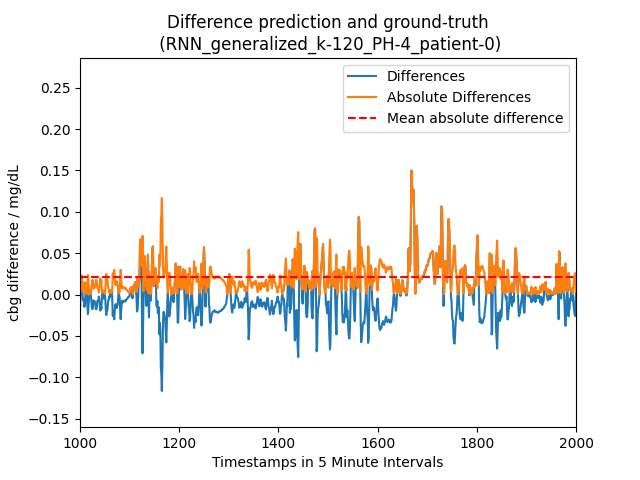 Difference prediction and ground-truth
(RNN_generalized_k-120_PH-4_patient-0)
Differences
Absolute Differences
Mean absolute difference
cbg difference / mg/dL
0.25
0.20
0.15
0.10
0.05
0.00
−0.05
−0.10
−0.15
1000
1200
1400
1600
1800
2000
Timestamps in 5 Minute Intervals